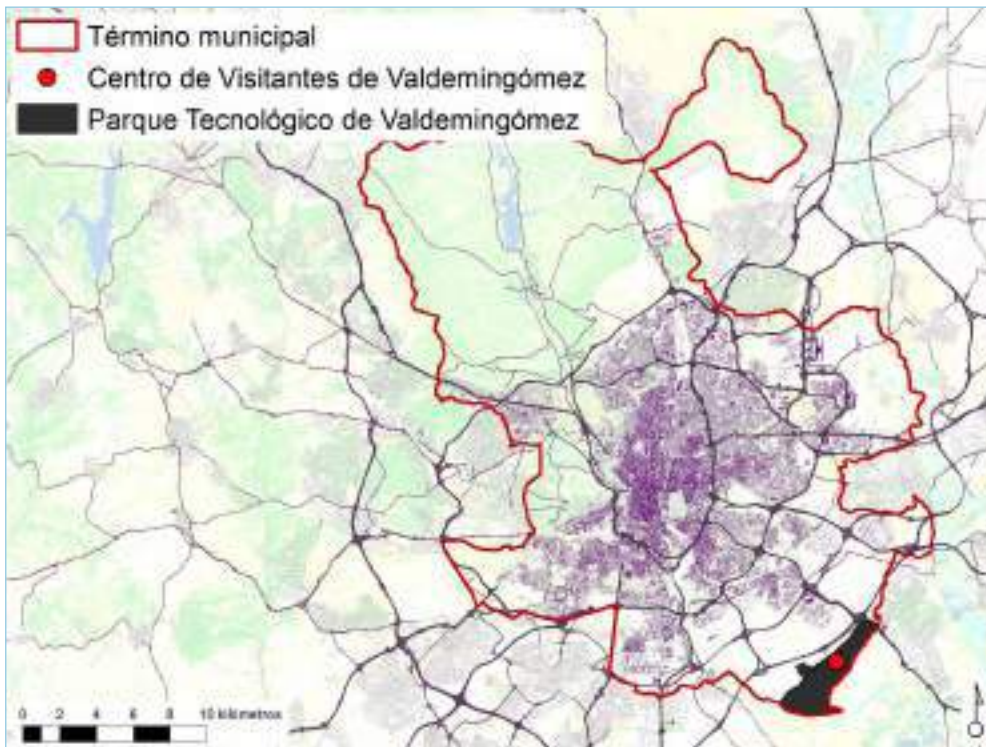 Término municipal
Centro de Visitantes de Valdemingómez
Parque Tecnológico de Valdemingómez
0 2 4 6 8 10 kilómetros